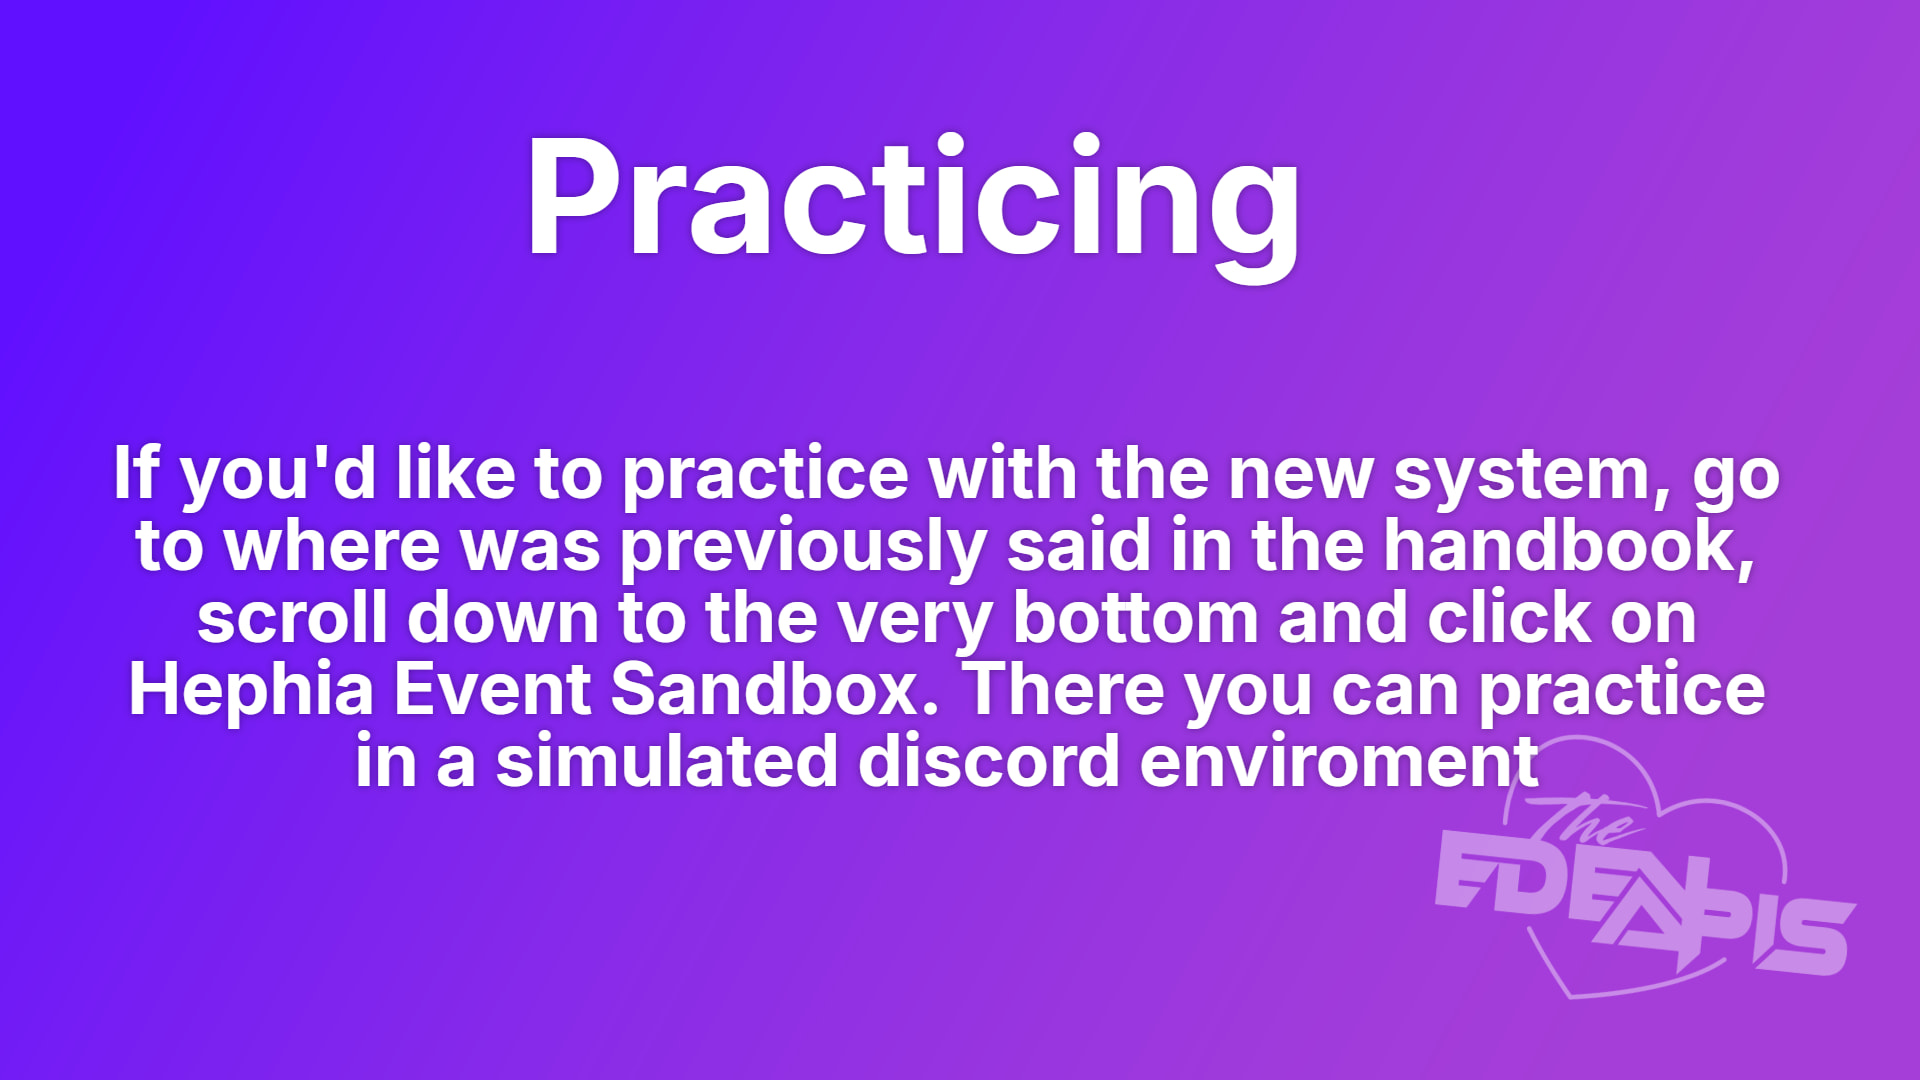 Practicing
If you'd like to practice with the new system, go
to where was previously said in the handbook,
scroll down to the very bottom and click on
Hephia Event Sandbox. There you can practice
in a simulated discord enviroment
The
EDENPIS